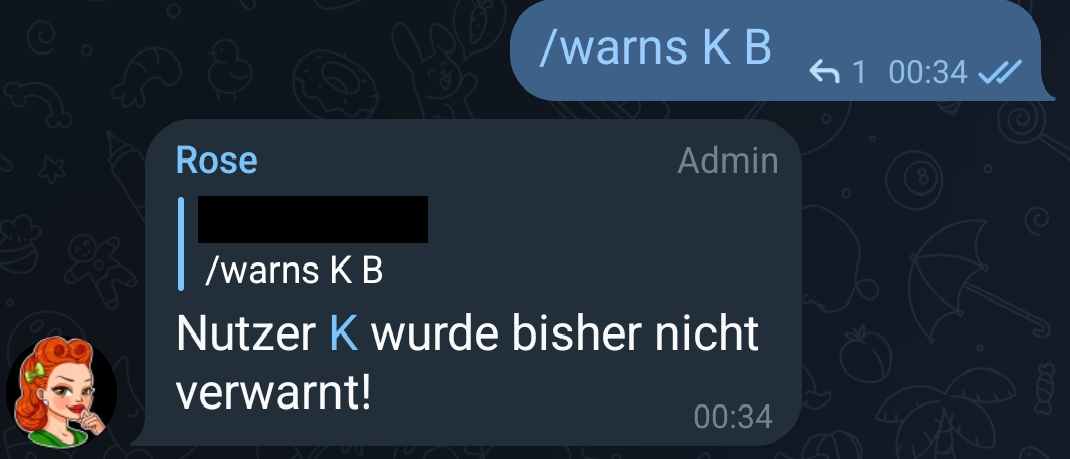 /warns K B
1 00:34
Rose Admin
/warns K B
Nutzer K wurde bisher nicht
verwarnt!
00:34